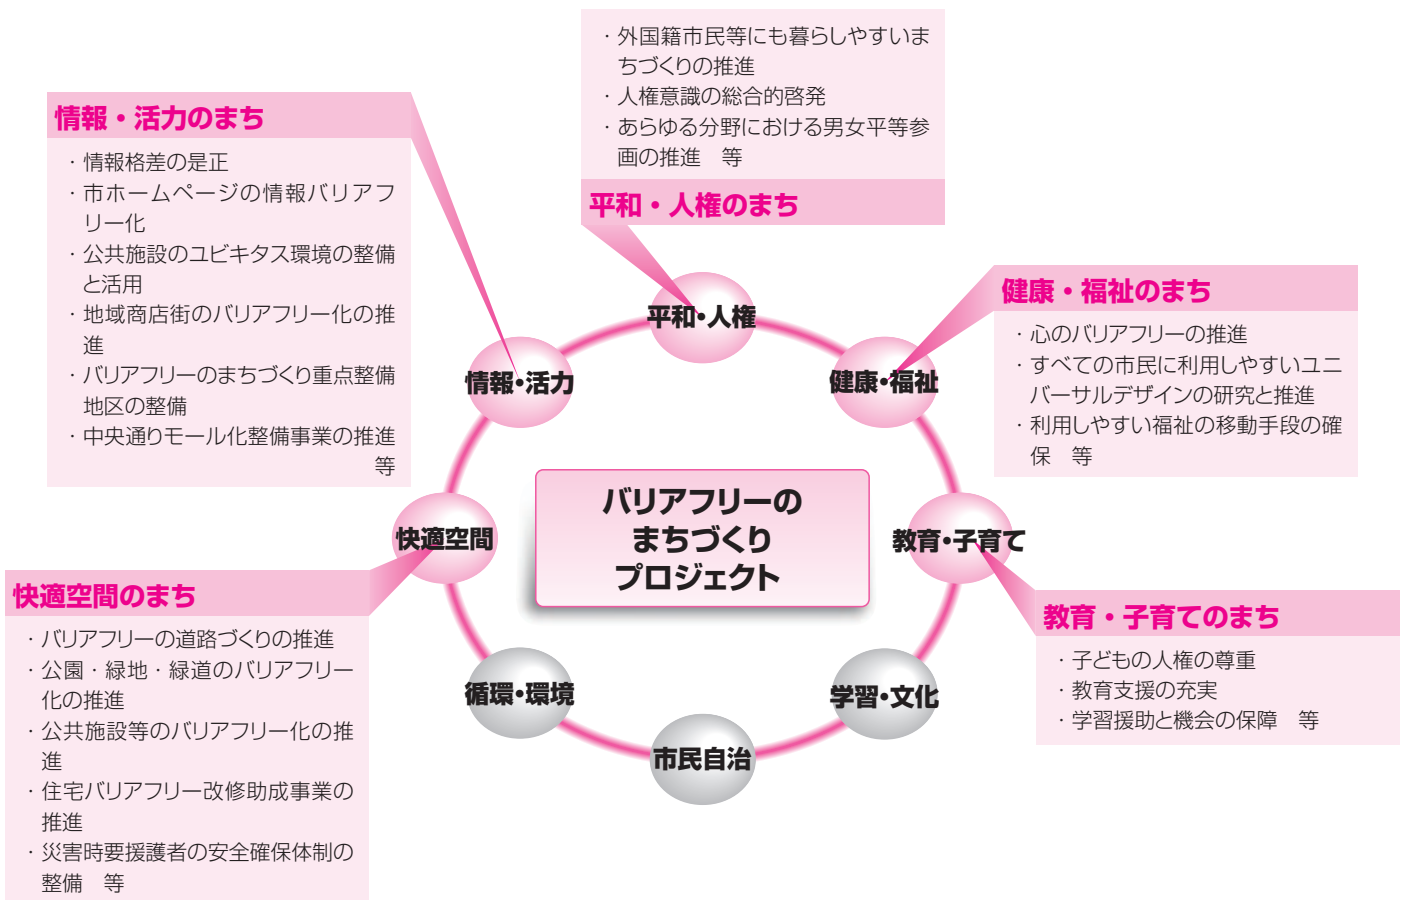 ・外国籍市民等にも暮らしやすいま
ちづくりの推進
・人権意識の総合的啓発
・あらゆる分野における男女平等参
画の推進　等
平和・人権のまち
情報・活力のまち
・情報格差の是正
・市ホームページの情報バリアフ
リー化
・公共施設のユビキタス環境の整備
と活用
・地域商店街のバリアフリー化の推
進
・バリアフリーのまちづくり重点整備
地区の整備
・中央通りモール化整備事業の推進
等
健康・福祉のまち
・心のバリアフリーの推進
・すべての市民に利用しやすいユニ
バーサルデザインの研究と推進
・利用しやすい福祉の移動手段の確
保　等
平和・人権
情報・活力
健康・福祉
快適空間
バリアフリーの
まちづくり
プロジェクト
教育・子育て
循環・環境
学習・文化
市民自治
快適空間のまち
・バリアフリーの道路づくりの推進
・公園・緑地・緑道のバリアフリー
化の推進
・公共施設等のバリアフリー化の推
進
・住宅バリアフリー改修助成事業の
推進
・災害時要援護者の安全確保体制の
整備　等
教育・子育てのまち
・子どもの人権の尊重
・教育支援の充実
・学習援助と機会の保障　等